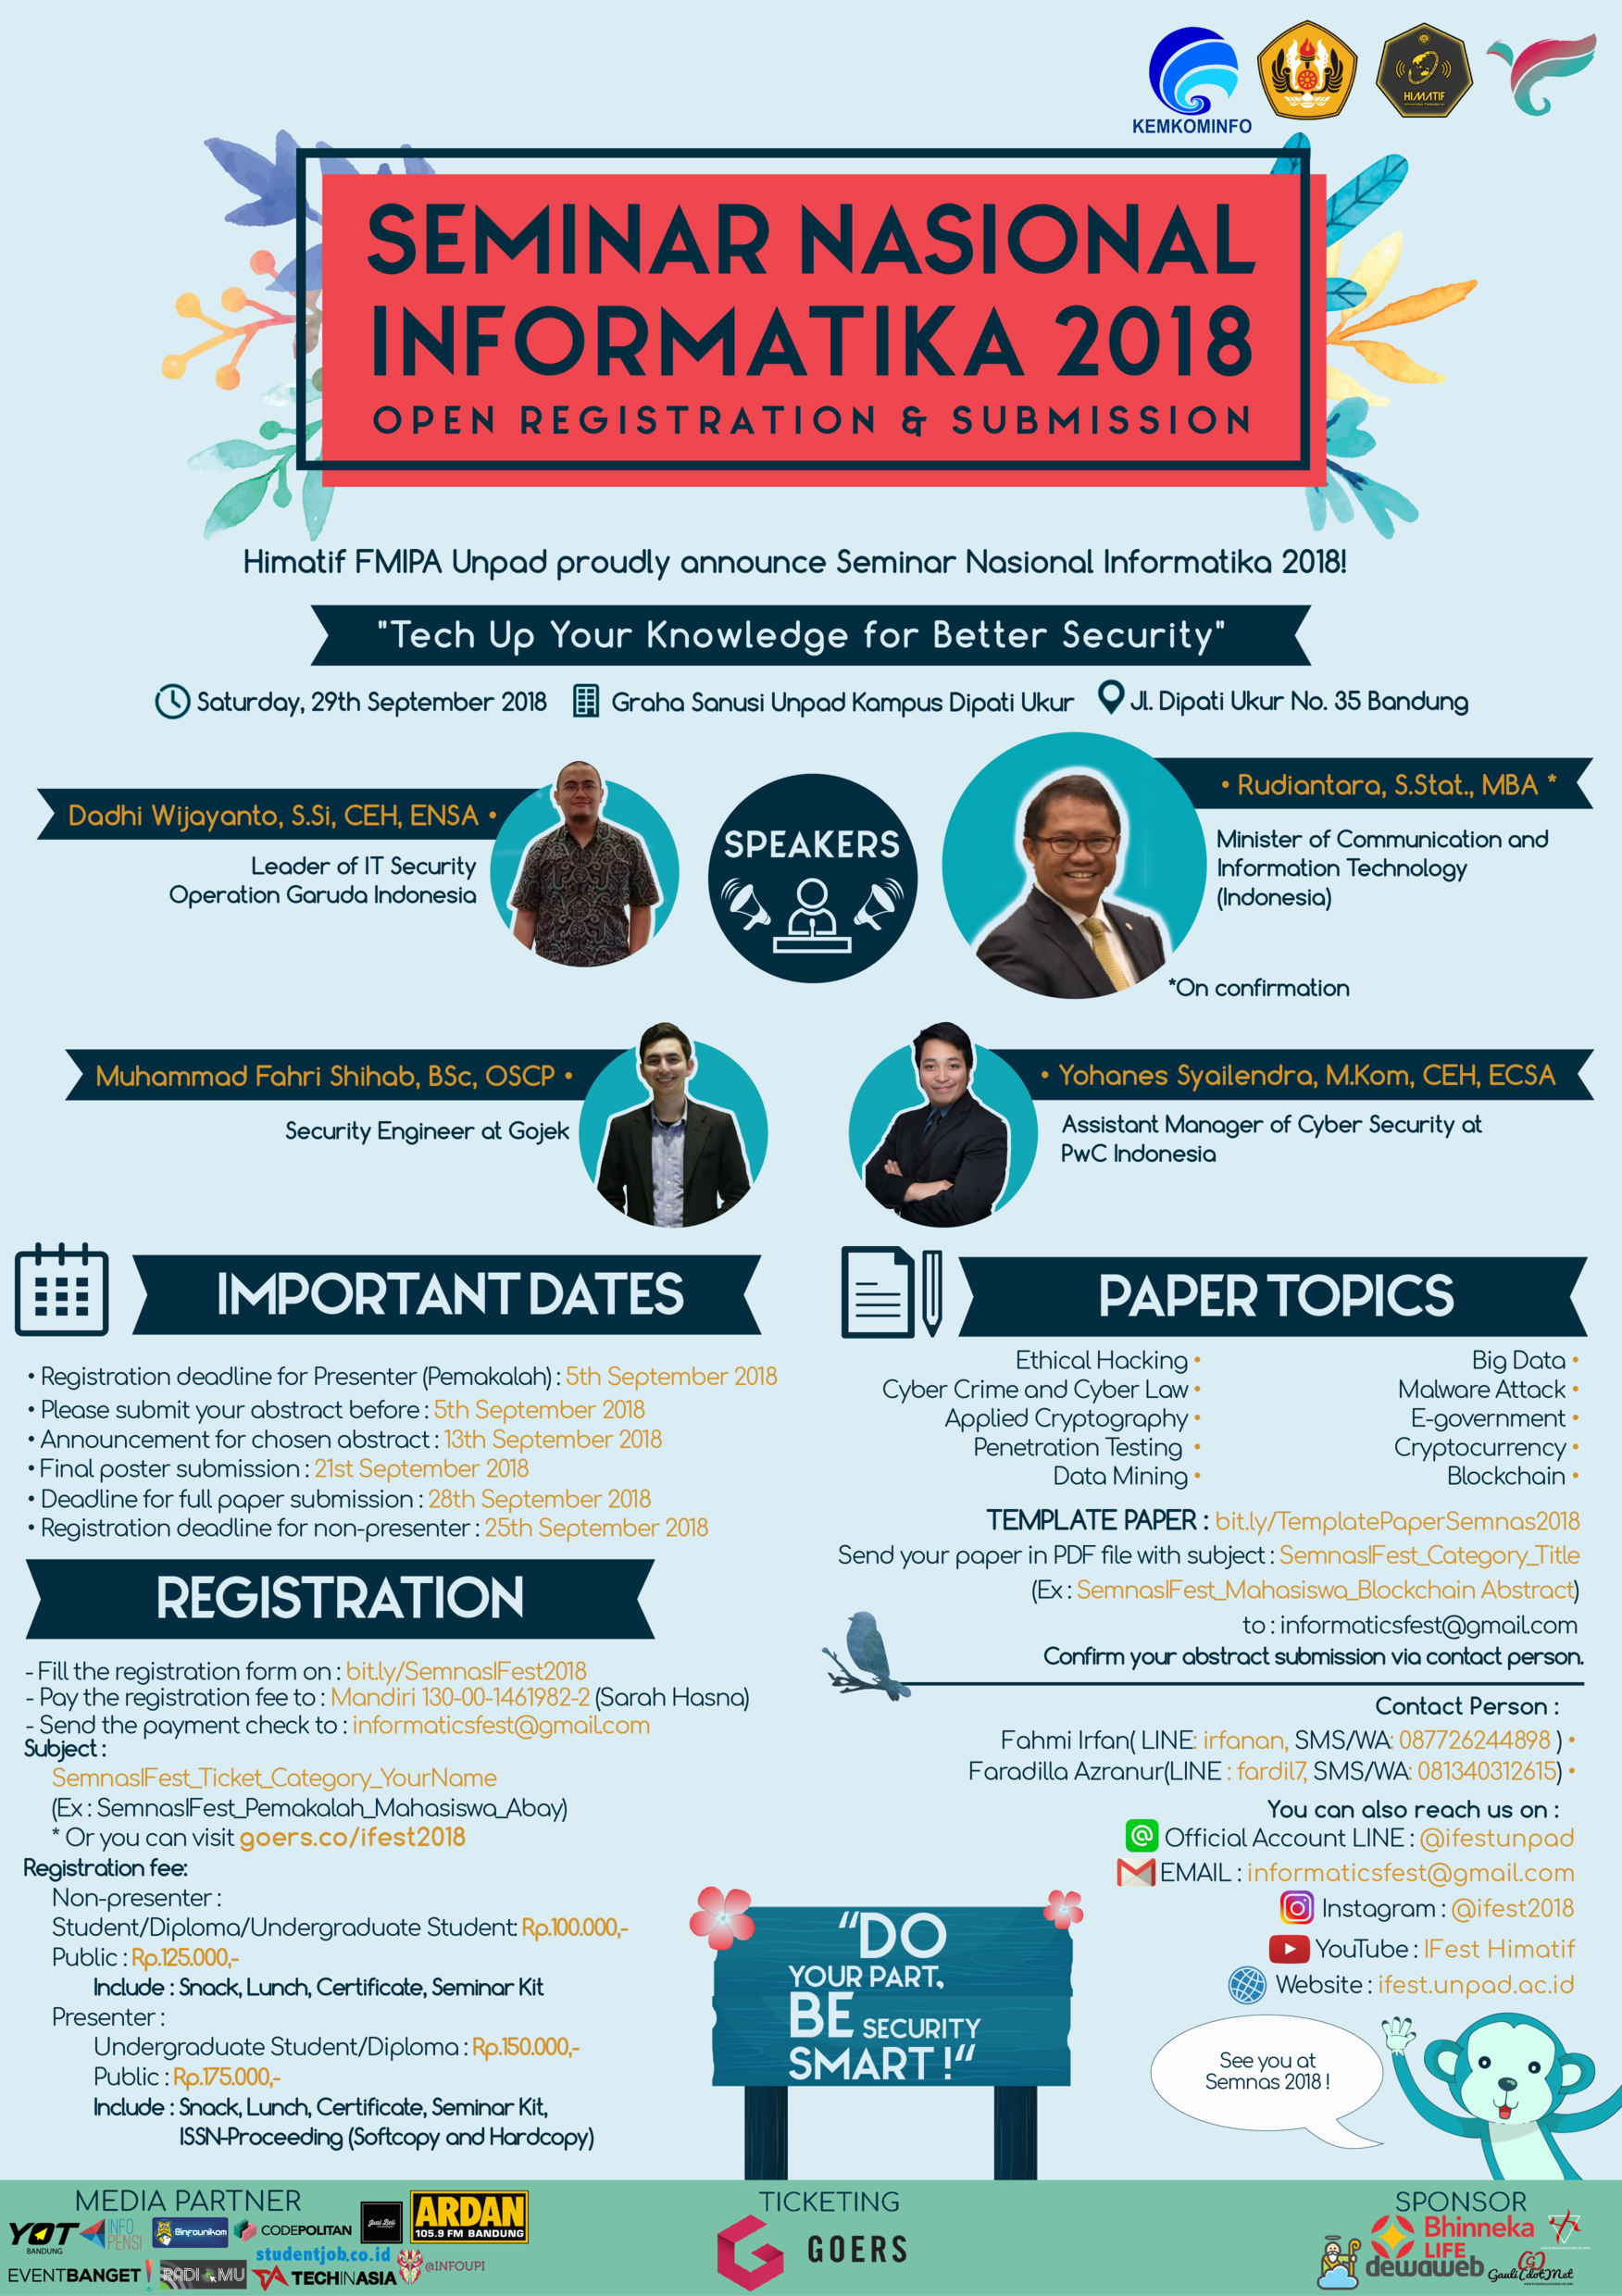 KEMKOMINFO
HIMATIF
SEMINAR NASIONAL
INFORMATIKA 2018
OPEN REGISTRATION & SUBMISSION
Himatif FMIPA Unpad proudly announce Seminar Nasional Informatika 2018!
"Tech Up Your Knowledge for Better Security"
Saturday, 29th September 2018
Graha Sanusi Unpad Kampus Dipati Ukur
Jl. Dipati Ukur No. 35 Bandung
Dadhi Wijayanto, S.Si, CEH, ENSA •
Leader of IT Security
Operation Garuda Indonesia
SPEAKERS
• Rudiantara, S.Stat., MBA *
Minister of Communication and
Information Technology
(Indonesia)
*On confirmation
Muhammad Fahri Shihab, BSc, OSCP •
Security Engineer at Gojek
• Yohanes Syailendra, M.Kom, CEH, ECSA
Assistant Manager of Cyber Security at
PwC Indonesia
IMPORTANT DATES
• Registration deadline for Presenter (Pemakalah) : 5th September 2018
• Please submit your abstract before : 5th September 2018
• Announcement for chosen abstract : 13th September 2018
• Final poster submission : 21st September 2018
• Deadline for full paper submission : 28th September 2018
• Registration deadline for non-presenter : 25th September 2018
REGISTRATION
- Fill the registration form on : bit.ly/SemnasIFest2018
- Pay the registration fee to : Mandiri 130-00-1461982-2 (Sarah Hasna)
- Send the payment check to : informaticsfest@gmail.com
Subject :
SemnasIFest_Ticket_Category_YourName
(Ex : SemnasIFest_Pemakalah_Mahasiswa_Abay)
* Or you can visit goers.co/ifest2018
Registration fee:
Non-presenter :
Student/Diploma/Undergraduate Student: Rp.100.000,-
Public : Rp.125.000,-
Include : Snack, Lunch, Certificate, Seminar Kit
Presenter :
Undergraduate Student/Diploma : Rp.150.000,-
Public : Rp.175.000,-
Include : Snack, Lunch, Certificate, Seminar Kit,
ISSN-Proceeding (Softcopy and Hardcopy)
PAPER TOPICS
Ethical Hacking •
Cyber Crime and Cyber Law •
Applied Cryptography •
Penetration Testing •
Data Mining •
Big Data •
Malware Attack •
E-government •
Cryptocurrency •
Blockchain •
TEMPLATE PAPER : bit.ly/TemplatePaperSemnas2018
Send your paper in PDF file with subject : SemnasIFest_Category_Title
(Ex : SemnasIFest_Mahasiswa_Blockchain Abstract)
to : informaticsfest@gmail.com
Confirm your abstract submission via contact person.
Contact Person :
Fahmi Irfan( LINE: irfanan, SMS/WA: 087726244898 ) •
Faradilla Azranur(LINE : fardil7, SMS/WA: 081340312615) •
You can also reach us on :
@ Official Account LINE : @ifestunpad
EMAIL : informaticsfest@gmail.com
Instagram : @ifest2018
YouTube : IFest Himatif
Website : ifest.unpad.ac.id
"DO
YOUR PART,
BE SECURITY
SMART !"
See you at
Semnas 2018 !
MEDIA PARTNER
YOT
BANDUNG
INFO
PENSI
@infounikom
CODEPOLITAN
Just Bell
ARDAN
105.9 FM BANDUNG
studentjob.co.id
EVENTBANGET!
RADIOMU
TECHINASIA
@INFOUPI
TICKETING
GOERS
SPONSOR
Bhinneka
LIFE
dewaweb
Gauli(dot)Net